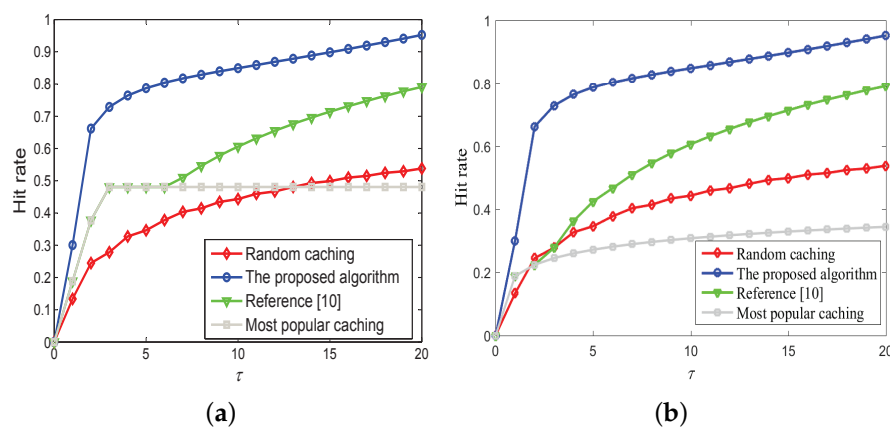 1
0.9
0.8
0.7
0.6
0.5
0.4
0.3
0.2
0.1
0
Hit rate
0 5 10 15 20
τ
Random caching
The proposed algorithm
Reference [10]
Most popular caching
(a)
1
0.8
0.6
0.4
0.2
0
Hit rate
0 5 10 15 20
τ
Random caching
The proposed algorithm
Reference [10]
Most popular caching
(b)